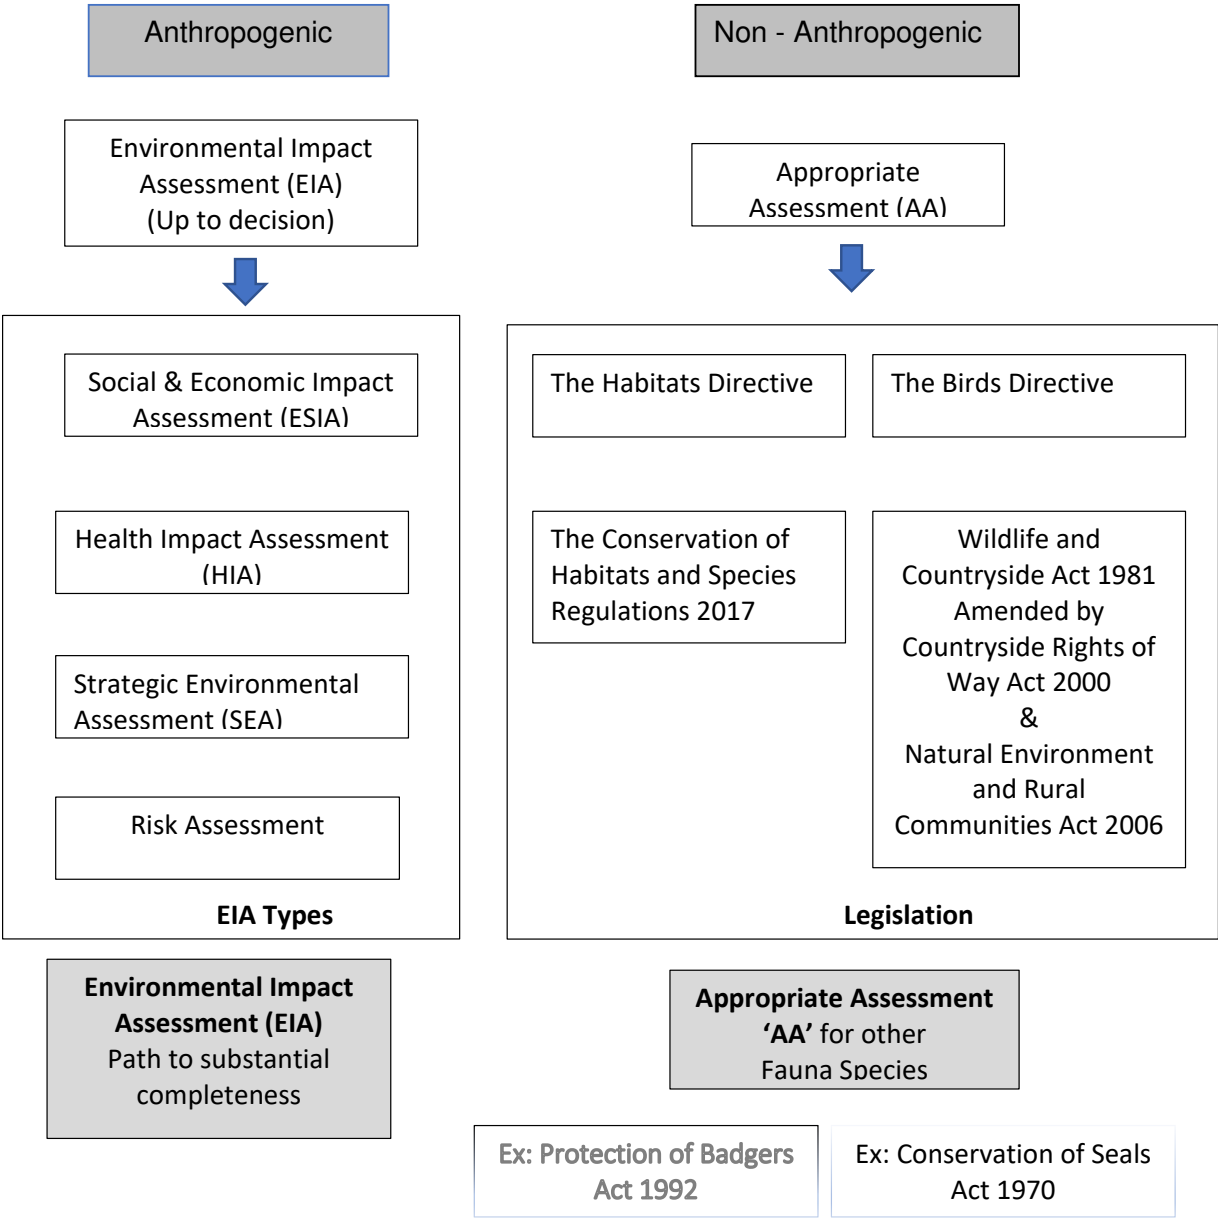 Anthropogenic
Non - Anthropogenic
Environmental Impact
Assessment (EIA)
(Up to decision)
Appropriate
Assessment (AA)
Social & Economic Impact
Assessment (ESIA)
Health Impact Assessment
(HIA)
Strategic Environmental
Assessment (SEA)
Risk Assessment
EIA Types
The Habitats Directive
The Birds Directive
The Conservation of
Habitats and Species
Regulations 2017
Wildlife and
Countryside Act 1981
Amended by
Countryside Rights of
Way Act 2000
&
Natural Environment
and Rural
Communities Act 2006
Legislation
Environmental Impact
Assessment (EIA)
Path to substantial
completeness
Appropriate Assessment
‘AA’ for other
Fauna Species
Ex: Protection of Badgers
Act 1992
Ex: Conservation of Seals
Act 1970